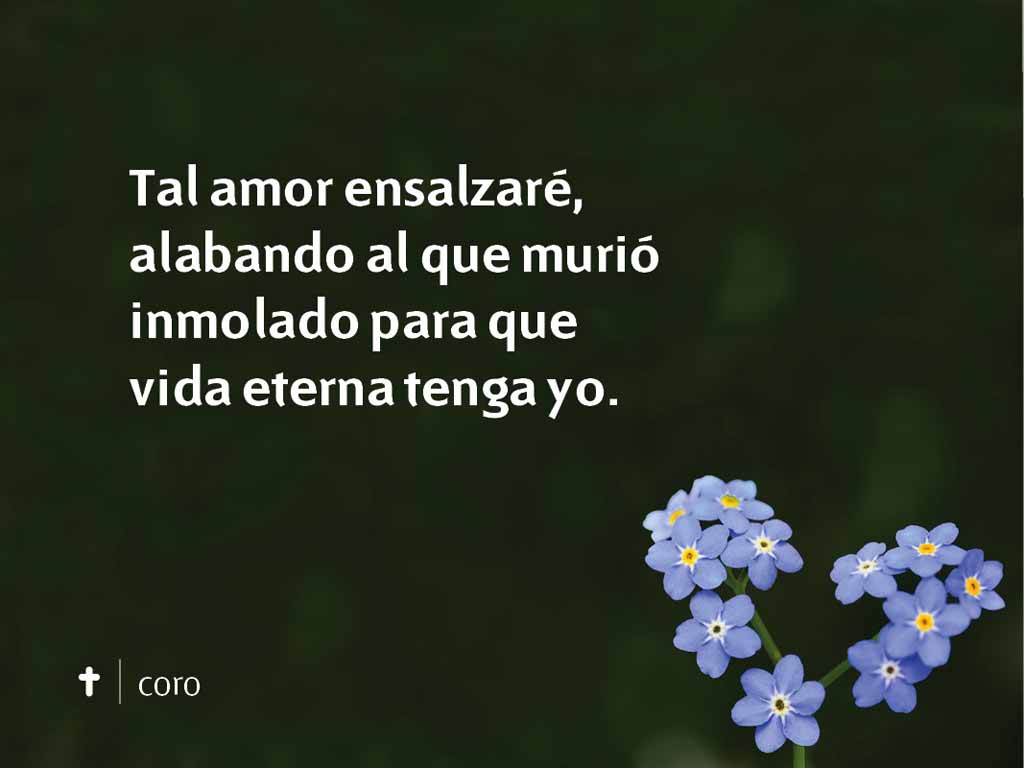 Tal amor ensalzaré,
alabando al que murió
inmolado para que
vida eterna tenga yo.
coro